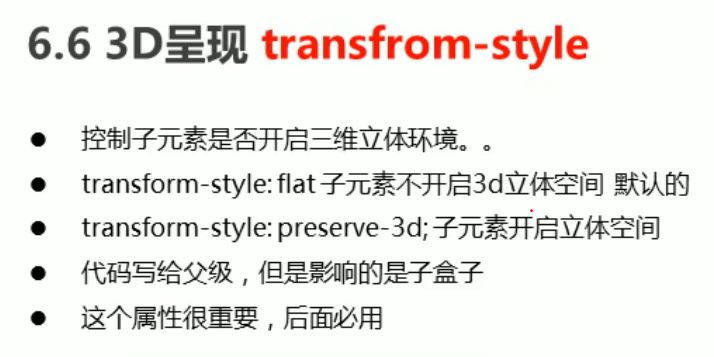 6.6 3D呈现 transfrom-style
● 控制子元素是否开启三维立体环境。。
● transform-style: flat 子元素不开启3d立体空间 默认的
● transform-style: preserve-3d; 子元素开启立体空间
● 代码写给父级，但是影响的是子盒子
● 这个属性很重要，后面必用